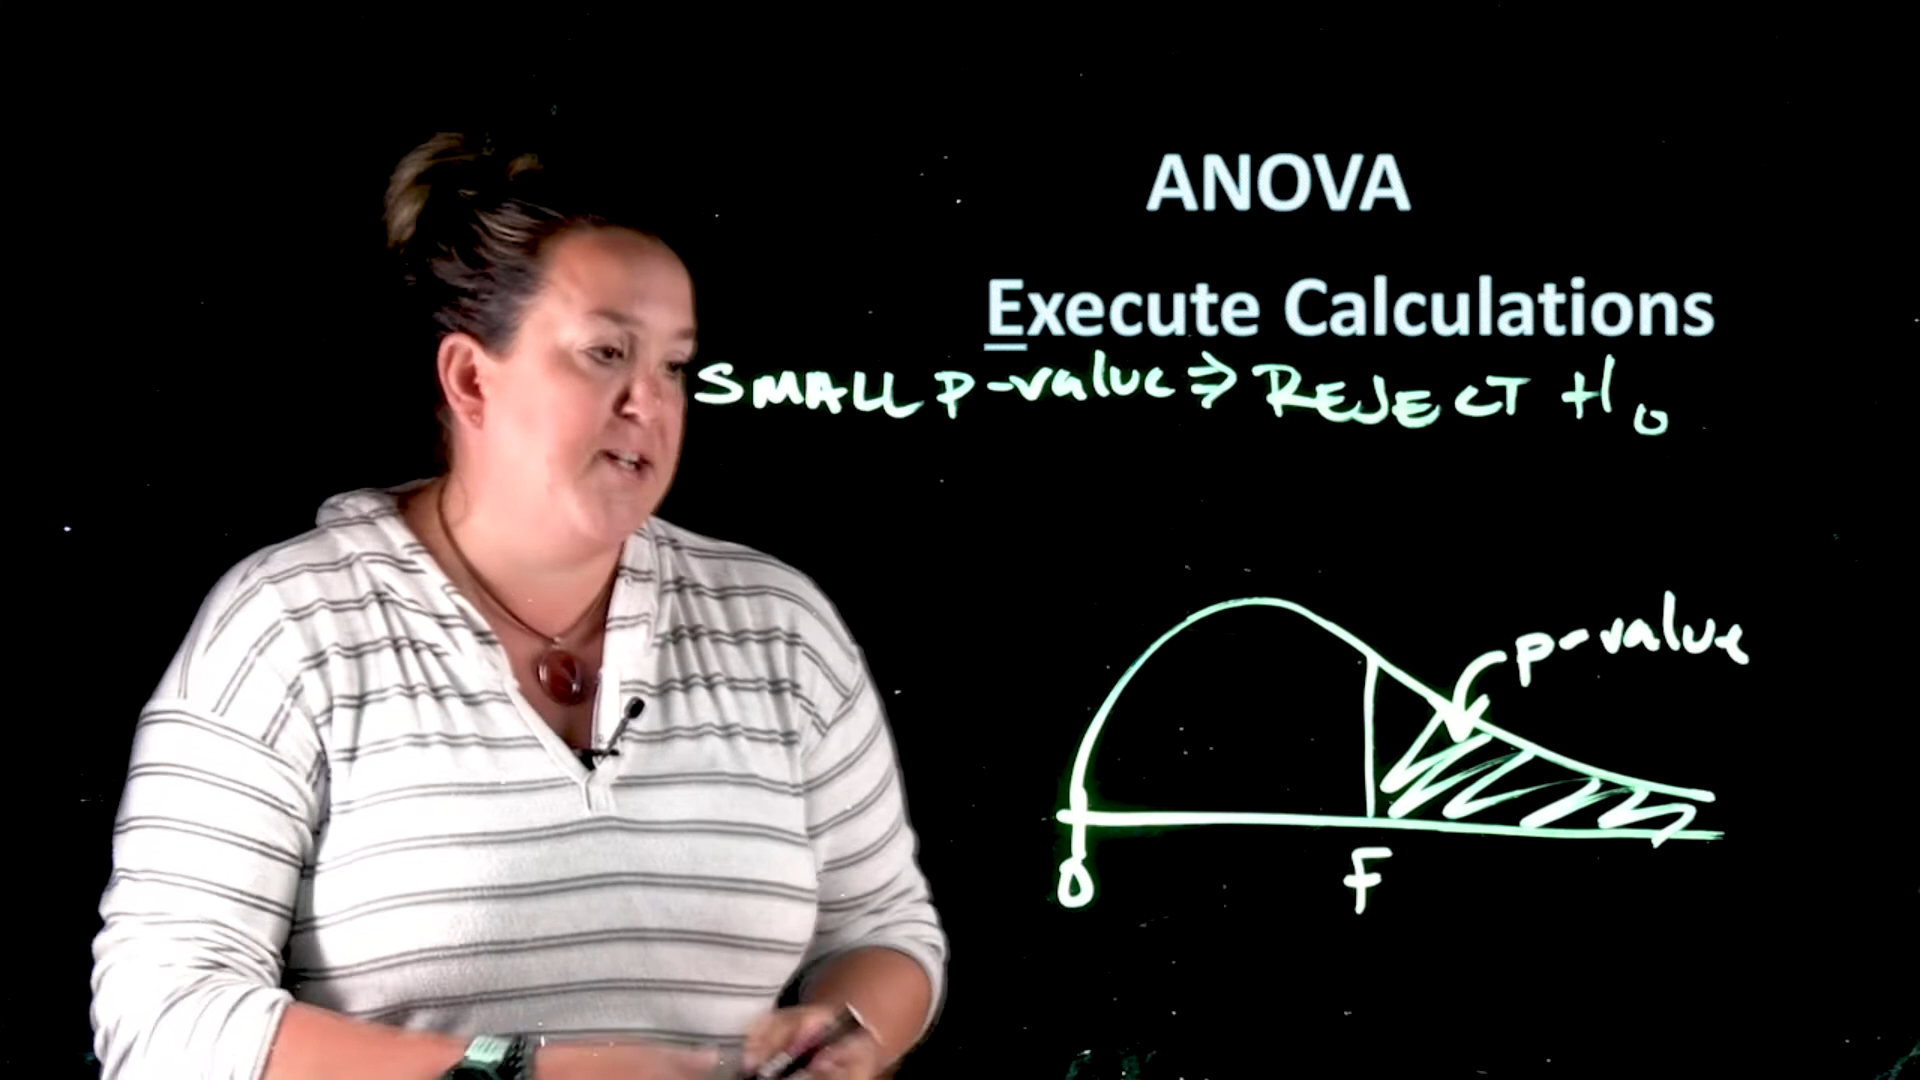 ANOVA
Execute Calculations
SMALL p-value ⇒ REJECT H₀
p-value
0
F